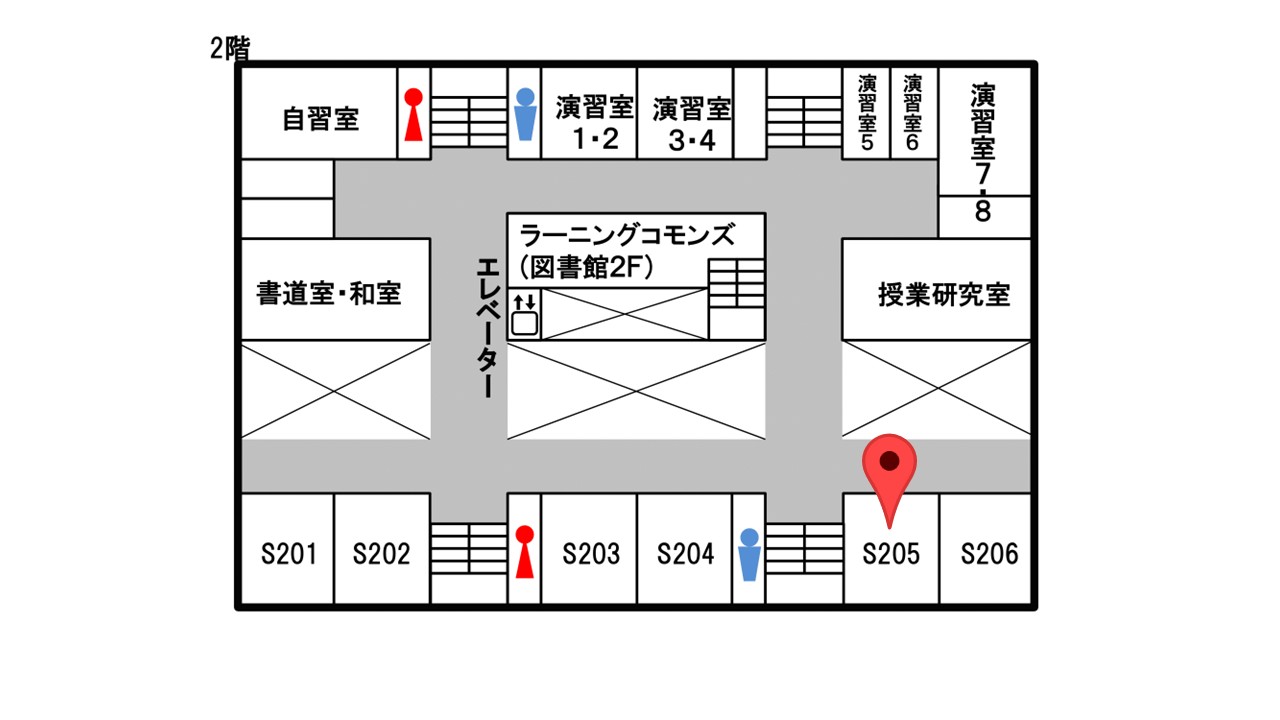 2階
自習室
演習室
1・2
演習室
3・4
演習室5
演習室6
演習室7・8
ラーニングコモンズ
(図書館2F)
エレベーター
書道室・和室
授業研究室
S201
S202
S203
S204
S205
S206